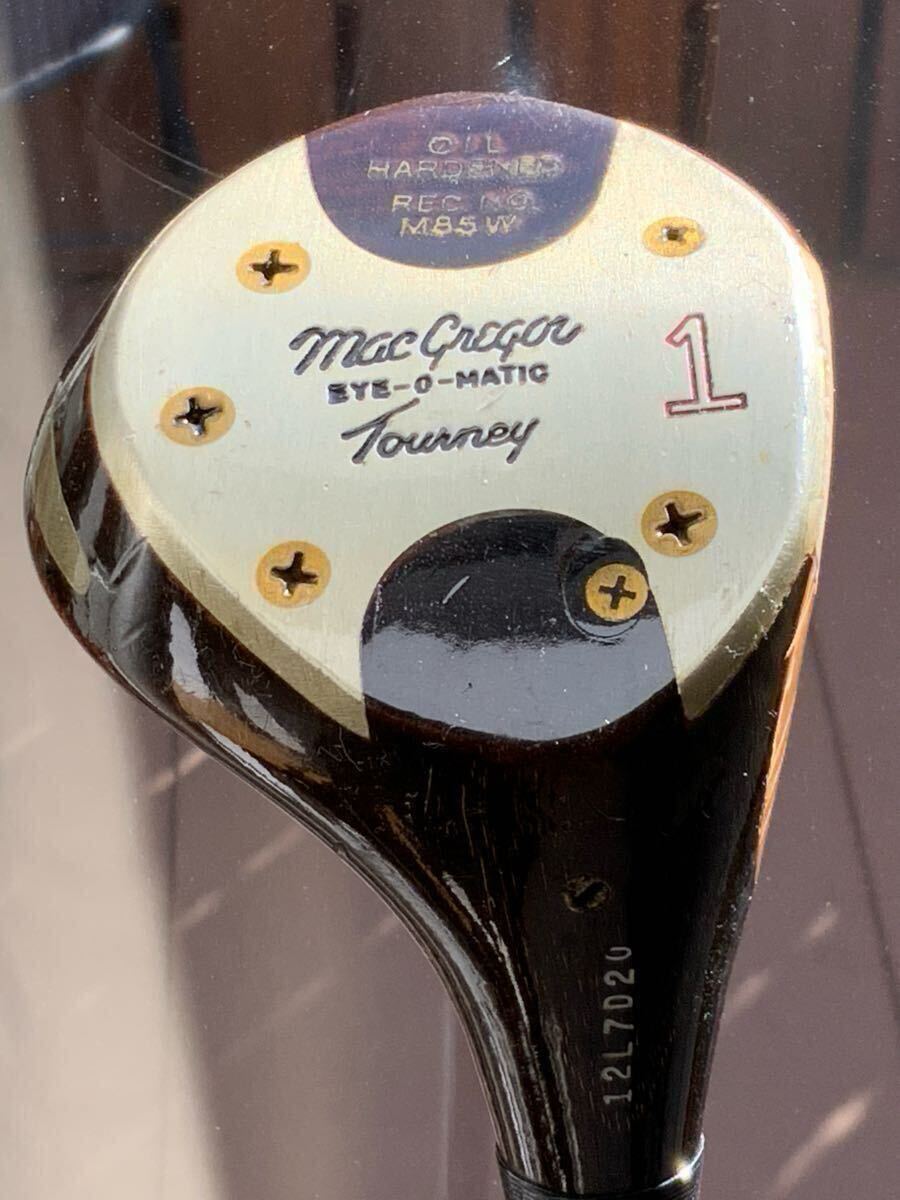 OIL
HARDENED
REG. NO.
M85W
MacGregor
EYE-O-MATIC
Tourney
1
12L7D20